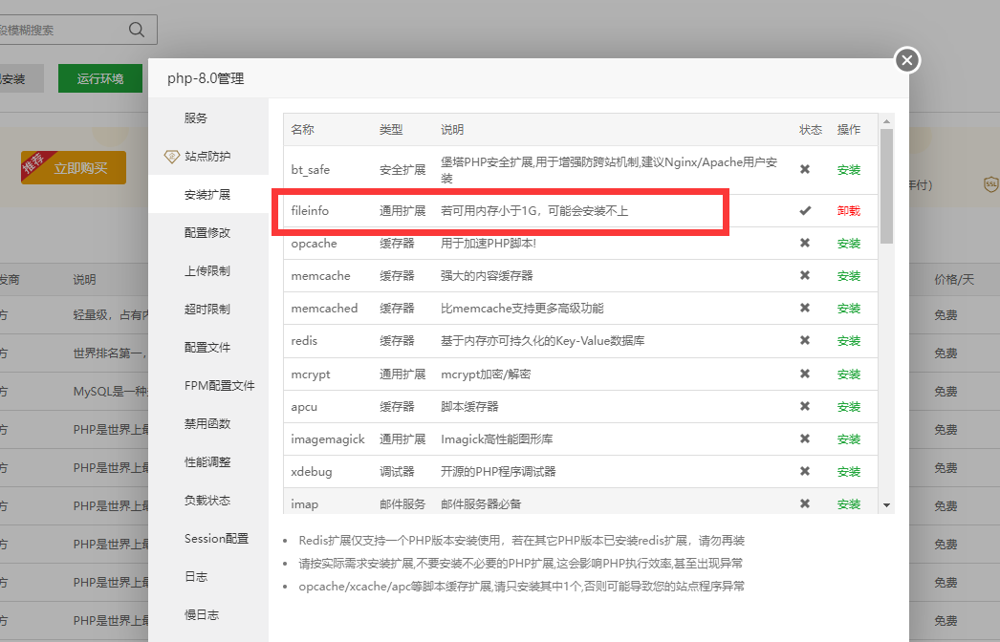 段模糊搜索
已安装
运行环境
推荐
立即购买
年付）
SSL
发商 说明 价格/天
方 轻量级，占有内 免费
方 世界排名第一， 免费
方 MySQL是一种 免费
方 PHP是世界上最 免费
方 PHP是世界上最 免费
方 PHP是世界上最 免费
方 PHP是世界上最 免费
方 PHP是世界上最 免费
方 PHP是世界上最 免费
php-8.0管理
服务
站点防护
安装扩展
配置修改
上传限制
超时限制
配置文件
FPM配置文件
禁用函数
性能调整
负载状态
Session配置
日志
慢日志
名称 类型 说明 状态 操作
bt_safe 安全扩展 堡塔PHP安全扩展,用于增强防跨站机制,建议Nginx/Apache用户安 安装
装
fileinfo 通用扩展 若可用内存小于1G，可能会安装不上 卸载
opcache 缓存器 用于加速PHP脚本! 安装
memcache 缓存器 强大的内容缓存器 安装
memcached 缓存器 比memcache支持更多高级功能 安装
redis 缓存器 基于内存亦可持久化的Key-Value数据库 安装
mcrypt 通用扩展 mcrypt加密/解密 安装
apcu 缓存器 脚本缓存器 安装
imagemagick 通用扩展 Imagick高性能图形库 安装
xdebug 调试器 开源的PHP程序调试器 安装
imap 邮件服务 邮件服务器必备 安装
Redis扩展仅支持一个PHP版本安装使用，若在其它PHP版本已安装redis扩展，请勿再装
请按实际需求安装扩展,不要安装不必要的PHP扩展,这会影响PHP执行效率,甚至出现异常
opcache/xcache/apc等脚本缓存扩展,请只安装其中1个,否则可能导致您的站点程序异常